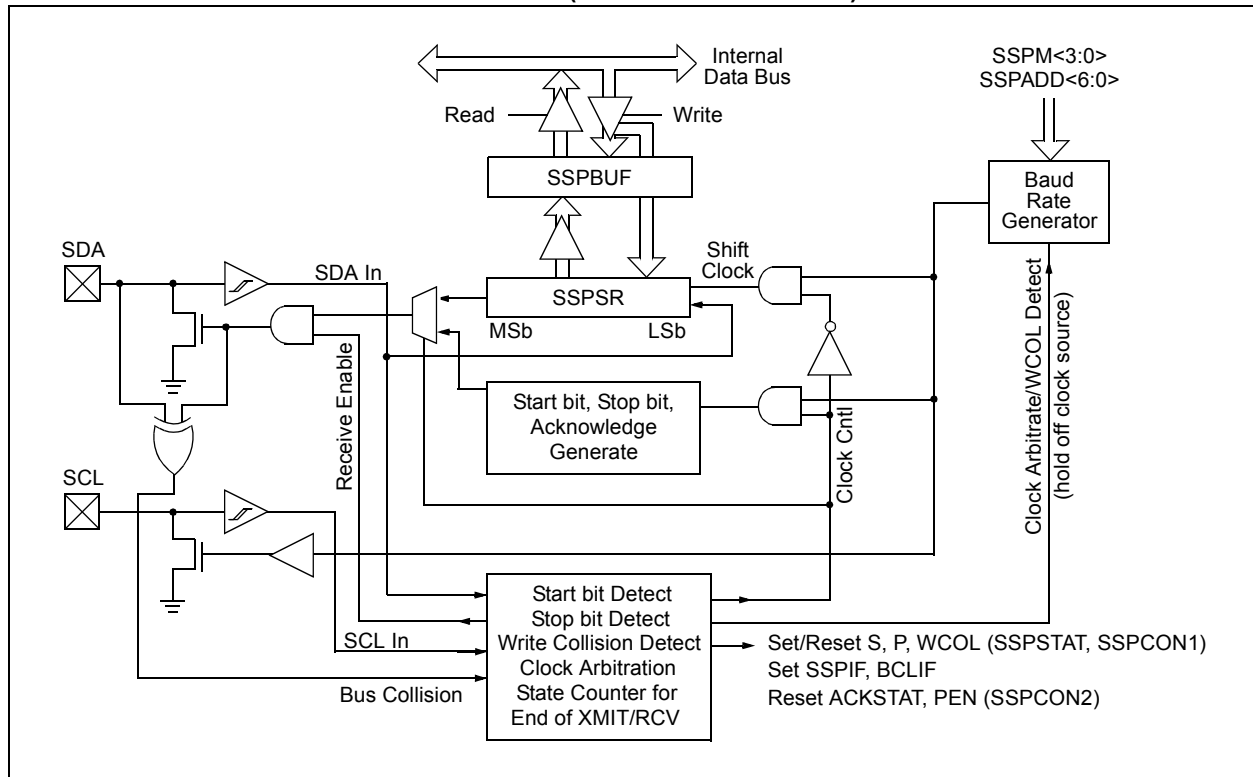 Internal
Data Bus
SSPM<3:0>
SSPADD<6:0>
Read
Write
SSPBUF
Baud
Rate
Generator
SDA
SDA In
Shift
Clock
SSPSR
MSb
LSb
Receive Enable
Start bit, Stop bit,
Acknowledge
Generate
Clock Cntl
Clock Arbitrate/WCOL Detect
(hold off clock source)
SCL
SCL In
Bus Collision
Start bit Detect
Stop bit Detect
Write Collision Detect
Clock Arbitration
State Counter for
End of XMIT/RCV
Set/Reset S, P, WCOL (SSPSTAT, SSPCON1)
Set SSPIF, BCLIF
Reset ACKSTAT, PEN (SSPCON2)